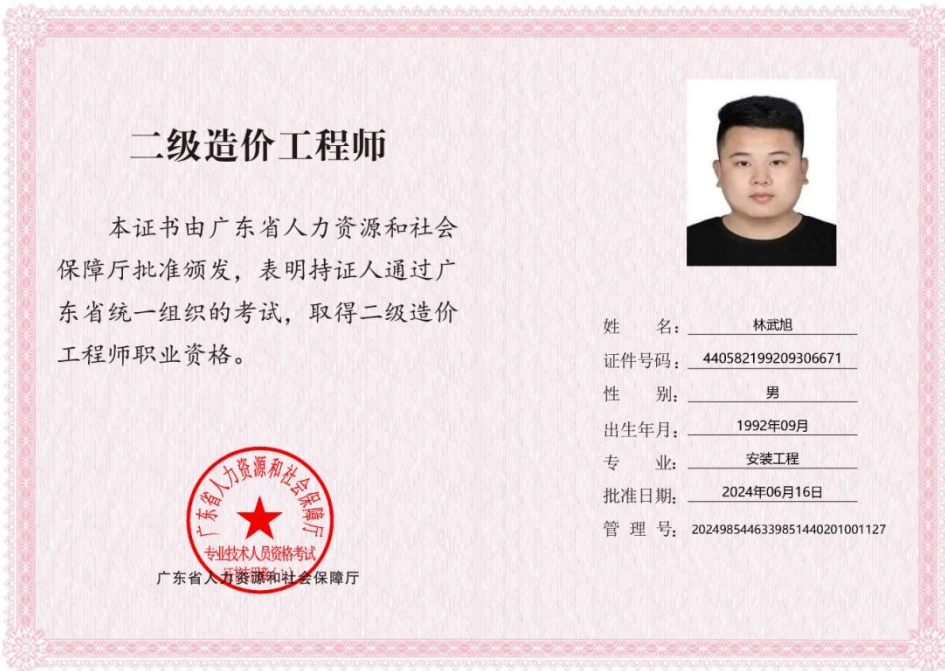 二级造价工程师
本证书由广东省人力资源和社会
保障厅批准颁发，表明持证人通过广
东省统一组织的考试，取得二级造价
工程师职业资格。
广东省人力资源和社会保障厅
专业技术人员资格考试
广东省人力资源和社会保障厅
姓 名：林武旭
证件号码：440582199209306671
性 别：男
出生年月：1992年09月
专 业：安装工程
批准日期：2024年06月16日
管 理 号：2024985446339851440201001127